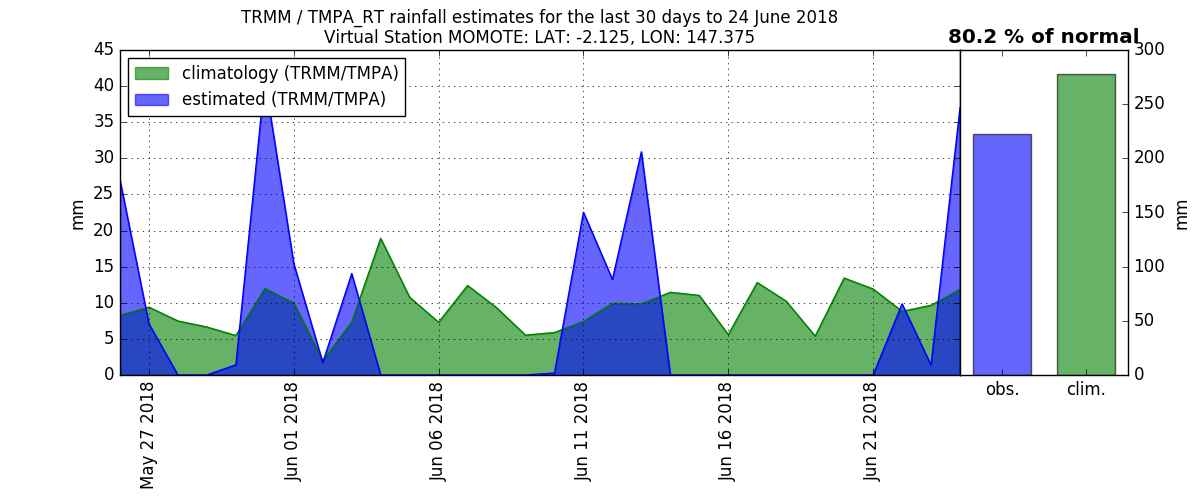 TRMM / TMPA_RT rainfall estimates for the last 30 days to 24 June 2018
Virtual Station MOMOTE: LAT: -2.125, LON: 147.375
80.2 % of normal
climatology (TRMM/TMPA)
estimated (TRMM/TMPA)
45
40
35
30
25
20
15
10
5
0
mm
May 27 2018
Jun 01 2018
Jun 06 2018
Jun 11 2018
Jun 16 2018
Jun 21 2018
300
250
200
150
100
50
0
mm
obs.
clim.